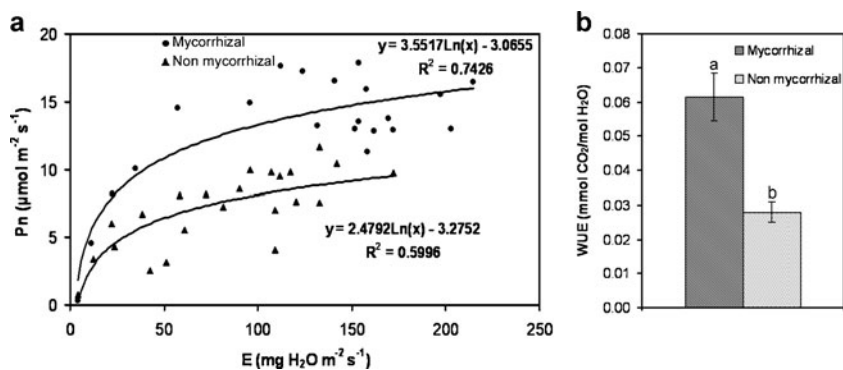 a
Mycorrhizal
Non mycorrhizal
y = 3.5517Ln(x) - 3.0655
R² = 0.7426
y = 2.4792Ln(x) - 3.2752
R² = 0.5996
Pn (µmol m⁻² s⁻¹)
20
15
10
5
0
0 50 100 150 200 250
E (mg H₂O m⁻² s⁻¹)
b
Mycorrhizal
Non mycorrhizal
a
b
WUE (mmol CO₂/mol H₂O)
0.08
0.07
0.06
0.05
0.04
0.03
0.02
0.01
0.00